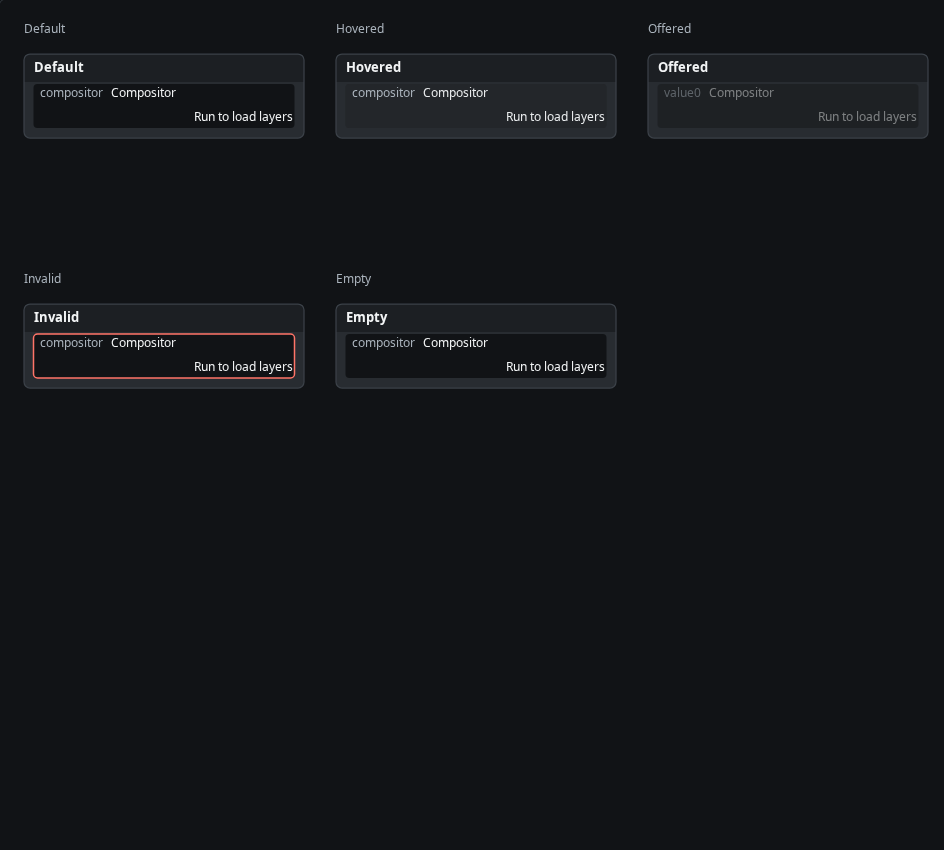 Default
Hovered
Offered
Default
Hovered
Offered
compositor Compositor
compositor Compositor
value0 Compositor
Run to load layers
Run to load layers
Run to load layers
Invalid
Empty
Invalid
Empty
compositor Compositor
compositor Compositor
Run to load layers
Run to load layers